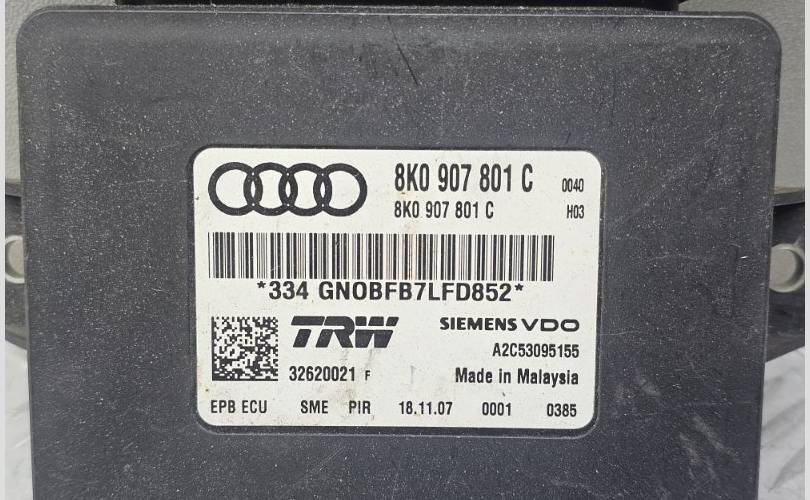 8K0 907 801 C 0040
8K0 907 801 C H03
*334 GN0BFB7LFD852*
TRW SIEMENS VDO
A2C53095155
32620021 F Made in Malaysia
EPB ECU SME PIR 18.11.07 0001 0385